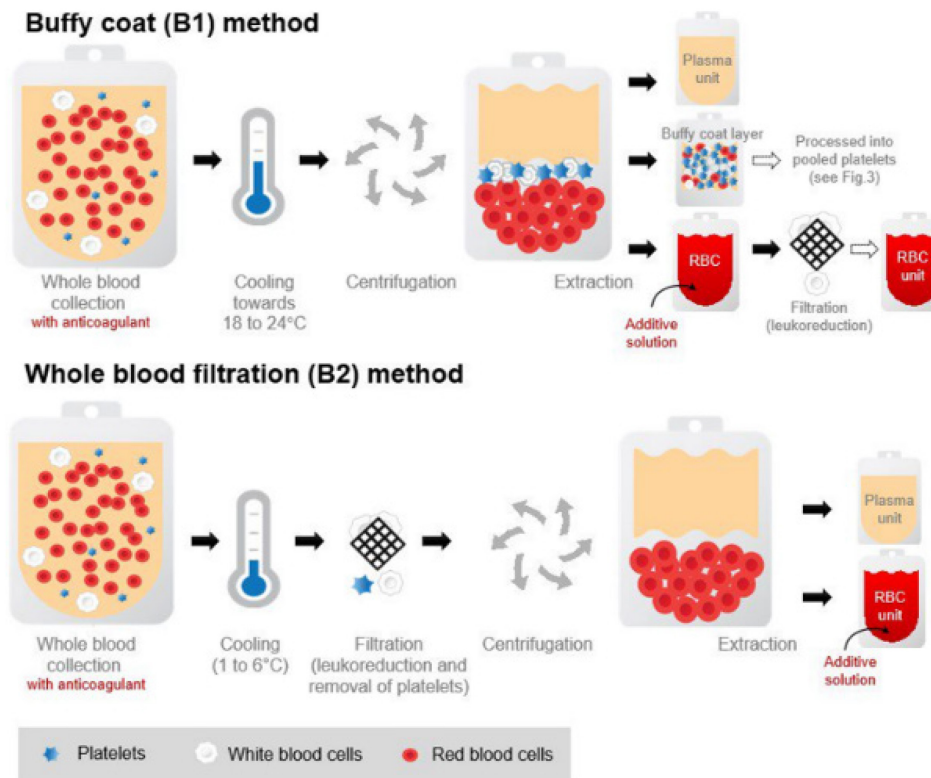 Buffy coat (B1) method
Plasma
unit
Buffy coat layer
Processed into
pooled platelets
(see Fig.3)
RBC
RBC
unit
Whole blood
collection
with anticoagulant
Cooling
towards
18 to 24°C
Centrifugation
Extraction
Additive
solution
Filtration
(leukoreduction)
Whole blood filtration (B2) method
Plasma
unit
RBC
unit
Whole blood
collection
with anticoagulant
Cooling
(1 to 6°C)
Filtration
(leukoreduction and
removal of platelets)
Centrifugation
Extraction
Additive
solution
Platelets
White blood cells
Red blood cells